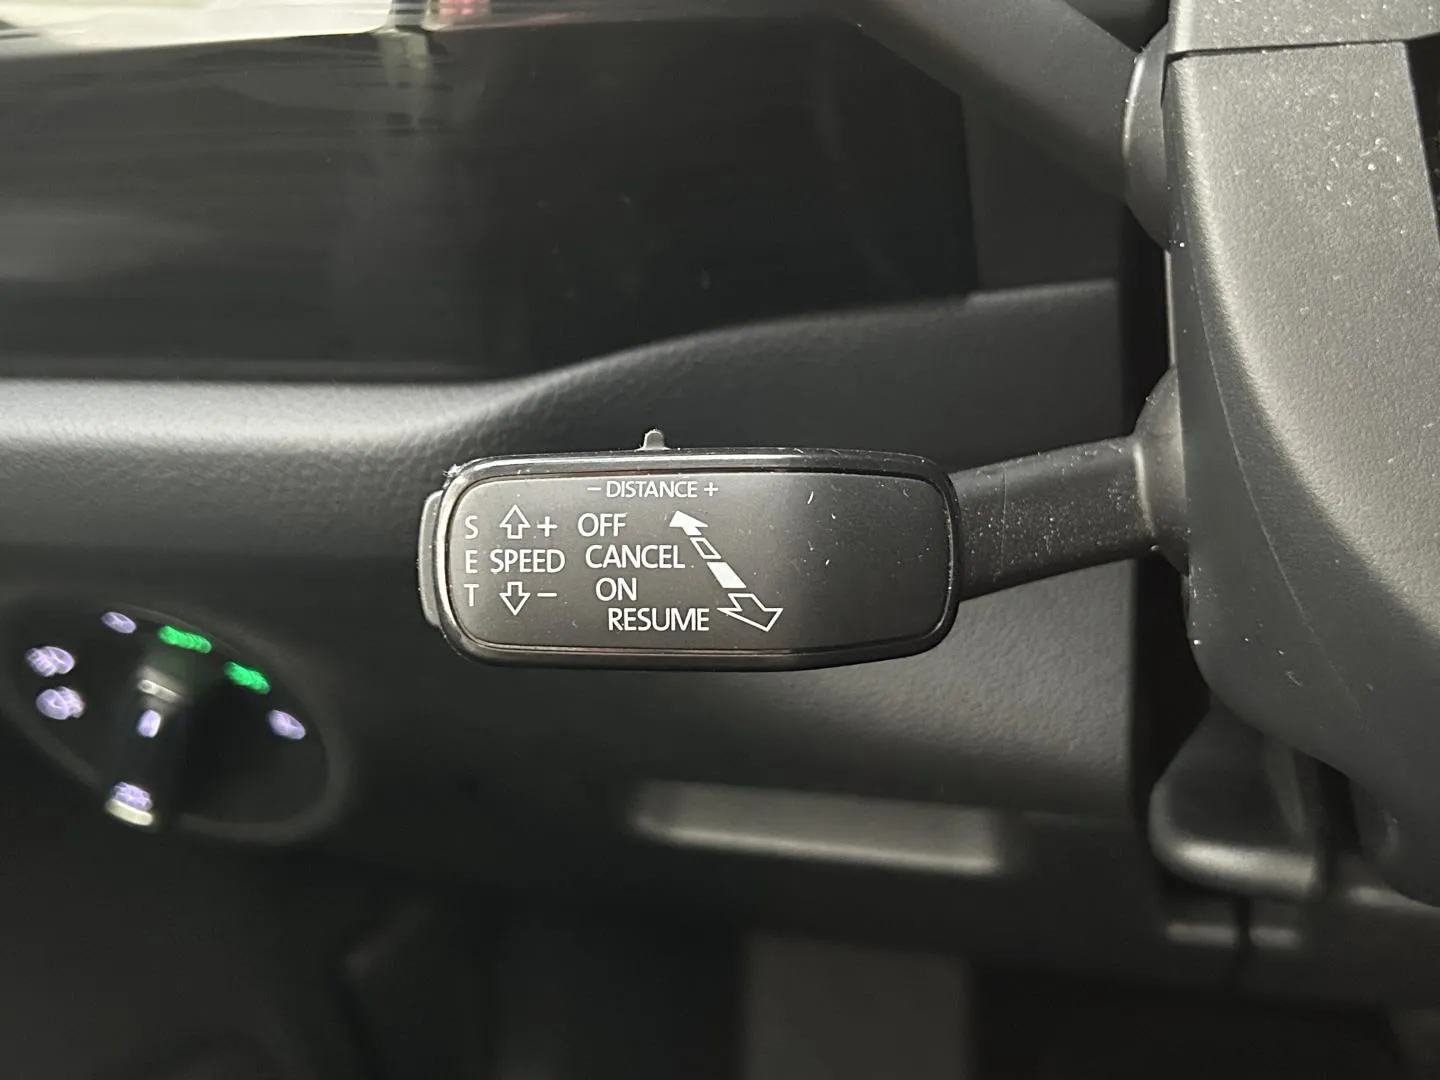 − DISTANCE +
S + OFF
E SPEED CANCEL
T − ON
RESUME